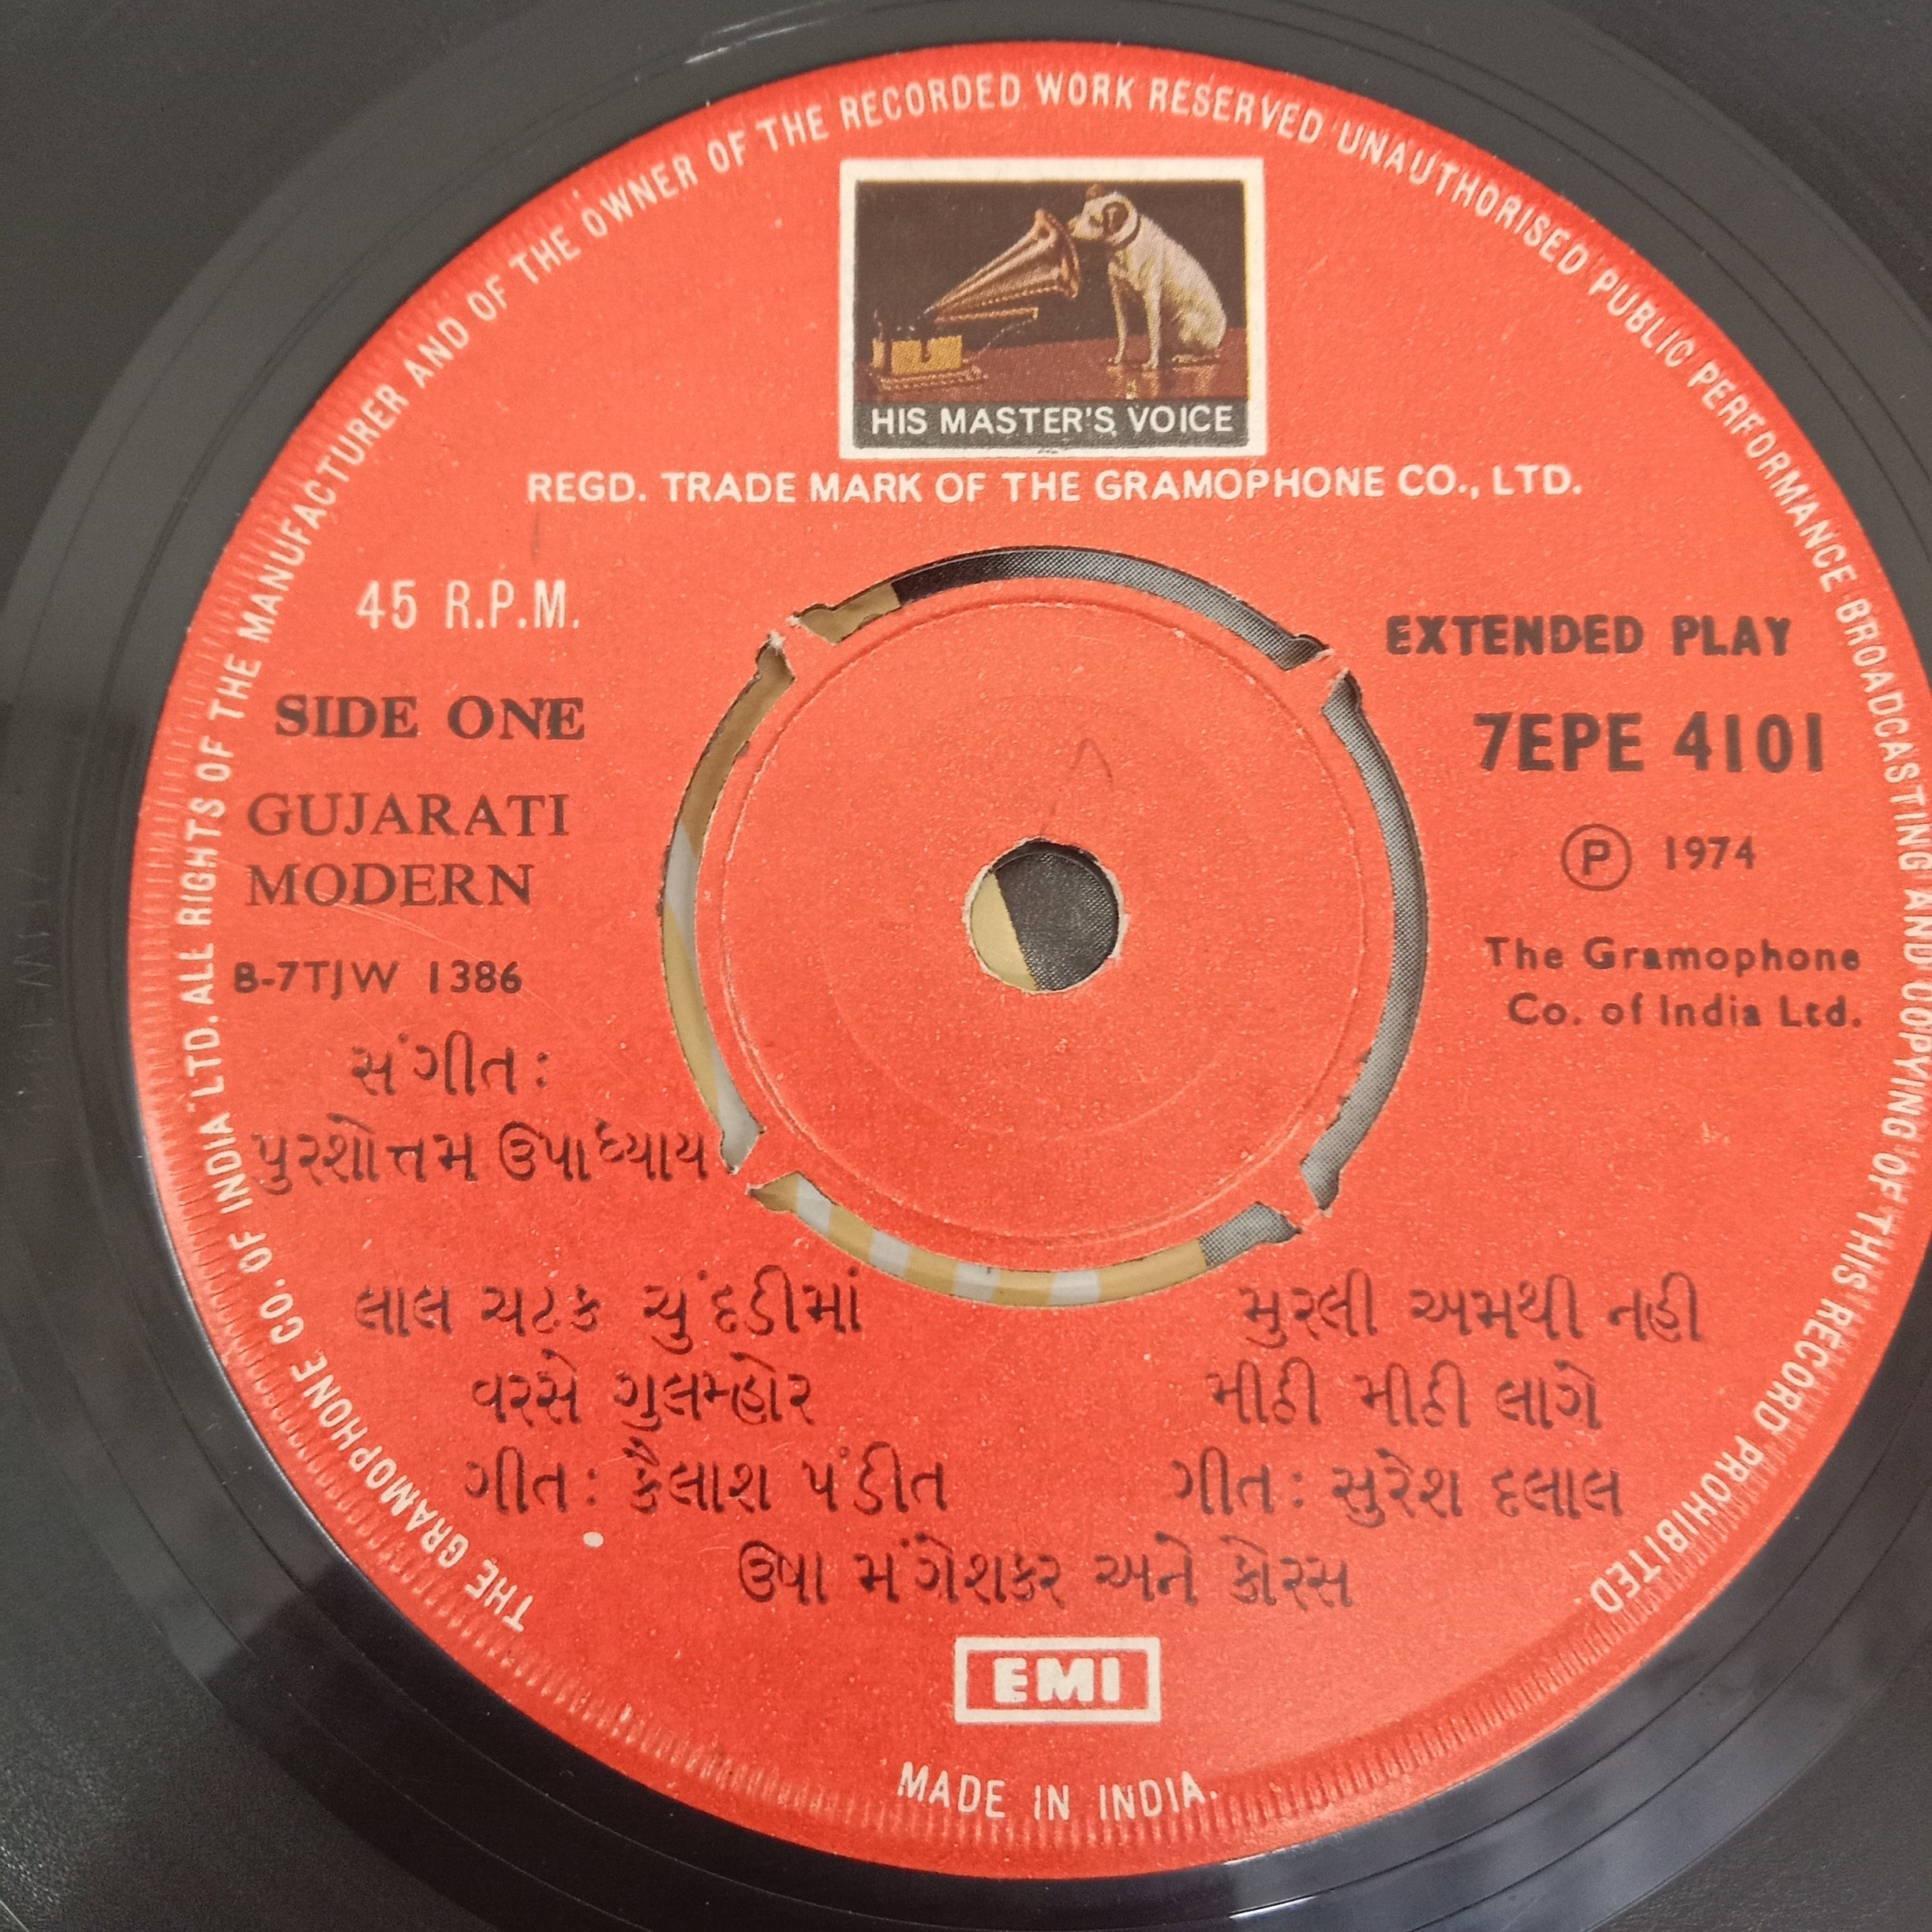 THE GRAMOPHONE CO. OF INDIA LTD. ALL RIGHTS OF THE MANUFACTURER AND OF THE OWNER OF THE RECORDED WORK RESERVED UNAUTHORISED PUBLIC PERFORMANCE BROADCASTING AND COPYING OF THIS RECORD PROHIBITED.
HIS MASTER'S VOICE
REGD. TRADE MARK OF THE GRAMOPHONE CO., LTD.
45 R.P.M.
SIDE ONE
GUJARATI
MODERN
B-7TJW 1386
સંગીત:
પુરશોત્તમ ઉપાધ્યાય
EXTENDED PLAY
7EPE 4101
Ⓟ 1974
The Gramophone
Co. of India Ltd.
લાલ ચટક ચુંદડીમાં
વરસે ગુલમ્હોર
ગીત: કૈલાશ પંડીત
મુરલી અમથી નહી
મીઠી મીઠી લાગે
ગીત: સુરેશ દલાલ
ઉષા મંગેશકર અને કોરસ
EMI
MADE IN INDIA.